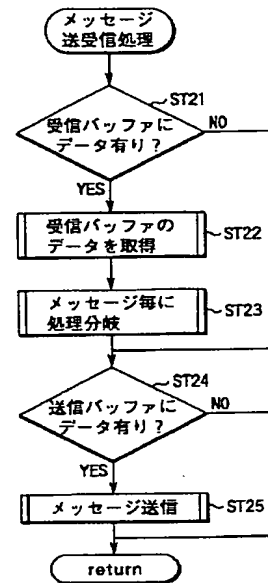 メッセージ
送受信処理
ST21
受信バッファに
データ有り?
NO
YES
受信バッファの
データを取得
ST22
メッセージ毎に
処理分岐
ST23
ST24
送信バッファに
データ有り?
NO
YES
メッセージ送信
ST25
return